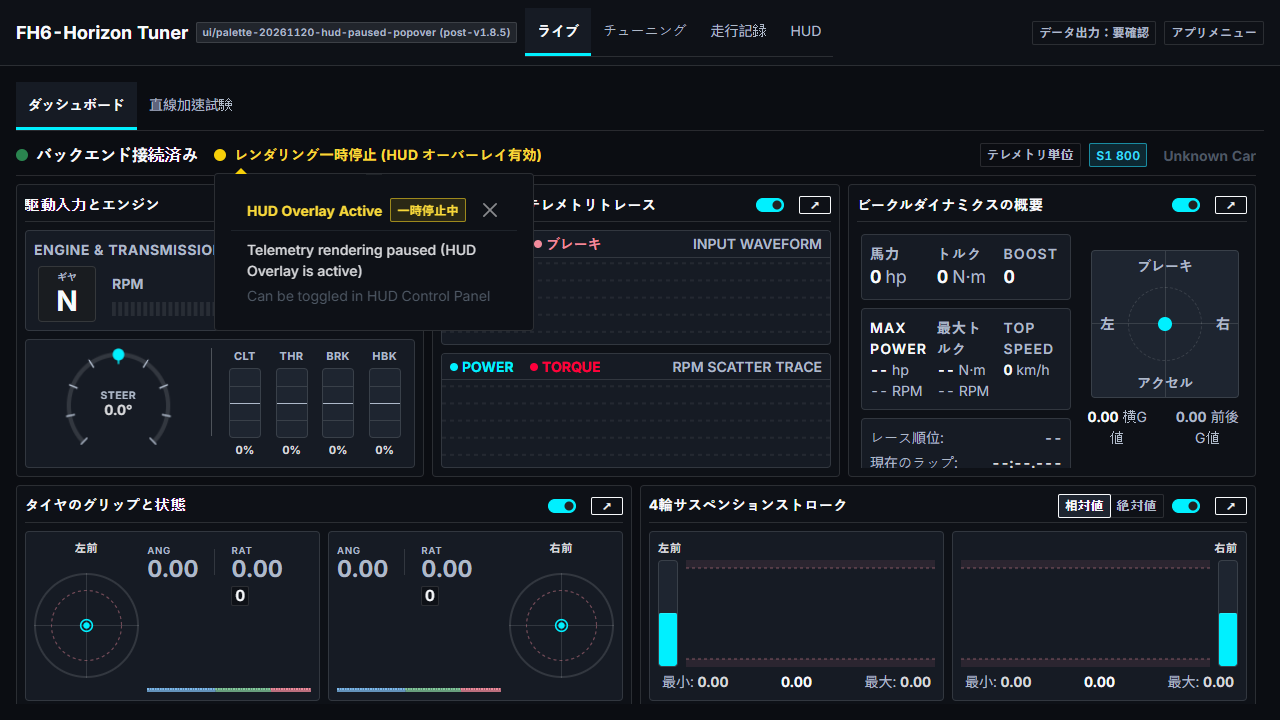 FH6-Horizon Tuner
ui/palette-20261120-hud-paused-popover (post-v1.8.5)
ライブ
チューニング
走行記録
HUD
データ出力：要確認
アプリメニュー
ダッシュボード
直線加速試験
バックエンド接続済み
レンダリング一時停止 (HUD オーバーレイ有効)
テレメトリ単位
S1 800
Unknown Car
駆動入力とエンジン
HUD Overlay Active
一時停止中
Telemetry rendering paused (HUD
Overlay is active)
Can be toggled in HUD Control Panel
テレメトリトレース
ビークルダイナミクスの概要
ENGINE & TRANSMISSION
ギヤ
N
RPM
ブレーキ
INPUT WAVEFORM
馬力
0 hp
トルク
0 N·m
BOOST
0
ブレーキ
左
右
アクセル
MAX
POWER
-- hp
-- RPM
最大ト
ルク
-- N·m
-- RPM
TOP
SPEED
0 km/h
0.00 横G
値
0.00 前後
G値
STEER
0.0°
CLT
THR
BRK
HBK
0%
0%
0%
0%
POWER
TORQUE
RPM SCATTER TRACE
レース順位:
--
現在のラップ:
--:--.---
タイヤのグリップと状態
4輪サスペンションストローク
相対値
絶対値
左前
ANG
0.00
RAT
0.00
0
ANG
0.00
RAT
0.00
0
右前
左前
最小: 0.00
0.00
最大: 0.00
右前
最小: 0.00
0.00
最大: 0.00